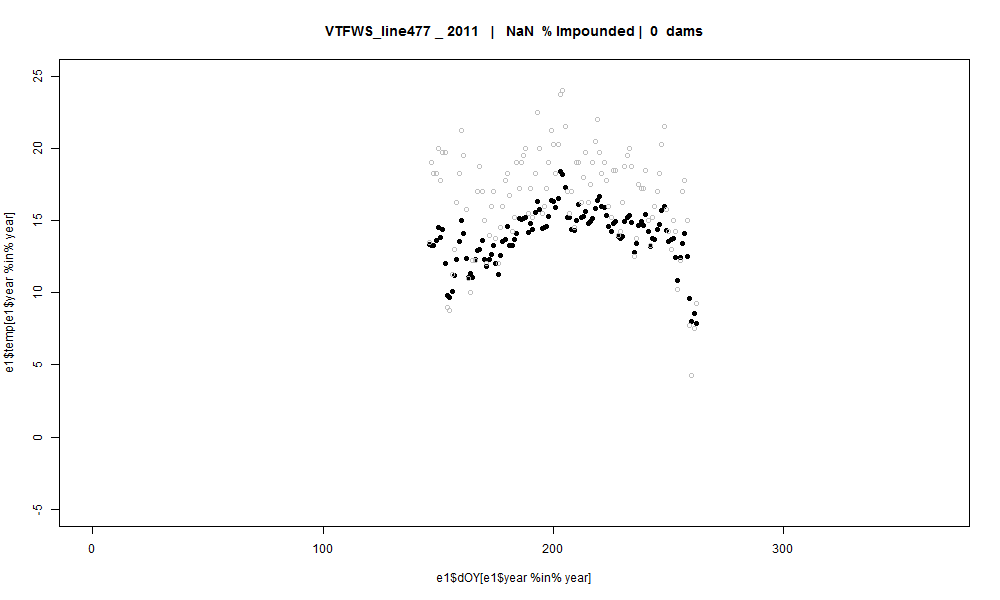 VTFWS_line477 _ 2011 | NaN % Impounded | 0 dams
25
20
15
10
5
0
-5
e1$temp[e1$year %in% year]
0 100 200 300
e1$dOY[e1$year %in% year]